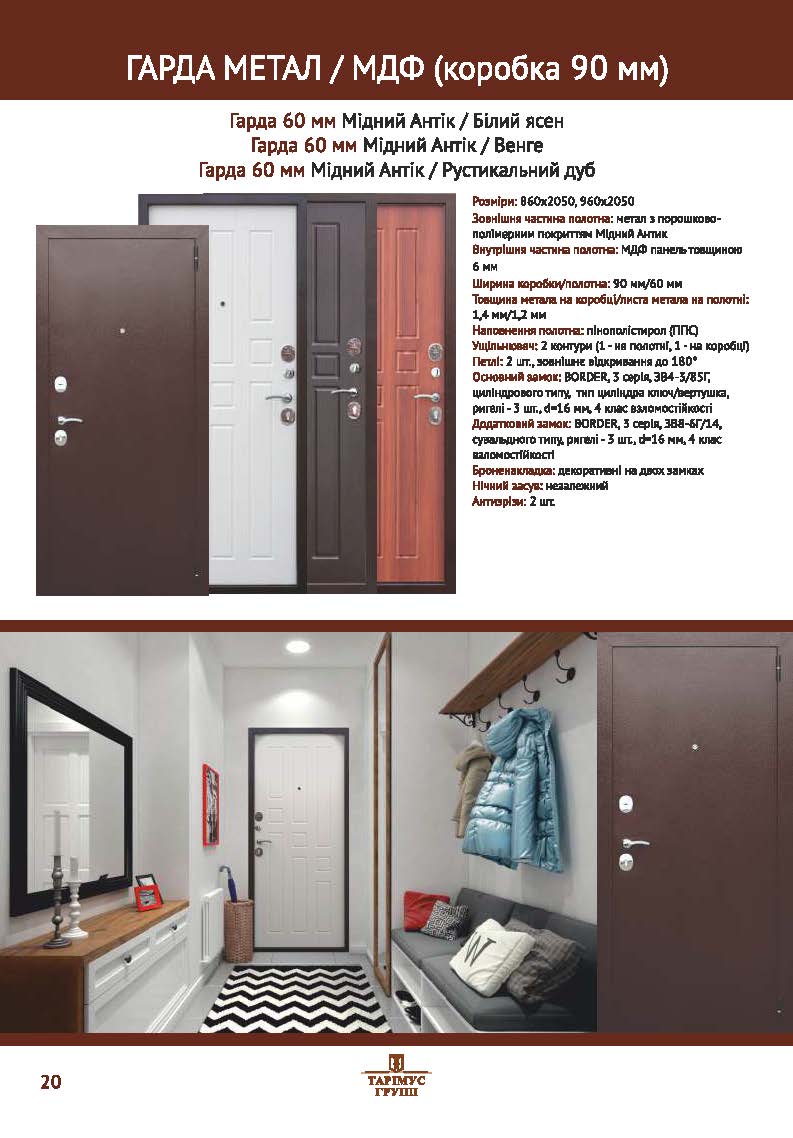 ГАРДА МЕТАЛ / МДФ (коробка 90 мм)
Гарда 60 мм Мідний Антік / Білий ясен
Гарда 60 мм Мідний Антік / Венге
Гарда 60 мм Мідний Антік / Рустикальний дуб
Розміри: 860х2050, 960х2050
Зовнішня частина полотна: метал з порошково-
полімерним покриттям Мідний Антик
Внутрішня частина полотна: МДФ панель товщиною
6 мм
Ширина коробки/полотна: 90 мм/60 мм
Товщина метала на коробці/листа метала на полотні:
1,4 мм/1,2 мм
Наповнення полотна: пінополістирол (ППС)
Ущільнювач: 2 контури (1 - на полотні, 1 - на коробці)
Петлі: 2 шт., зовнішнє відкривання до 180°
Основний замок: BORDER, 3 серія, ЗВ4-3/85Г,
циліндрового типу, тип циліндра ключ/вертушка,
ригелі - 3 шт., d=16 мм, 4 клас взломостійкості
Додатковий замок: BORDER, 3 серія, ЗВ8-6Г/14,
сувальдного типу, ригелі - 3 шт., d=16 мм, 4 клас
взломостійкості
Броненакладка: декоративні на двох замках
Нічний засув: незалежний
Антизрізи: 2 шт.
W
20
ТАРІМУС
ГРУПП